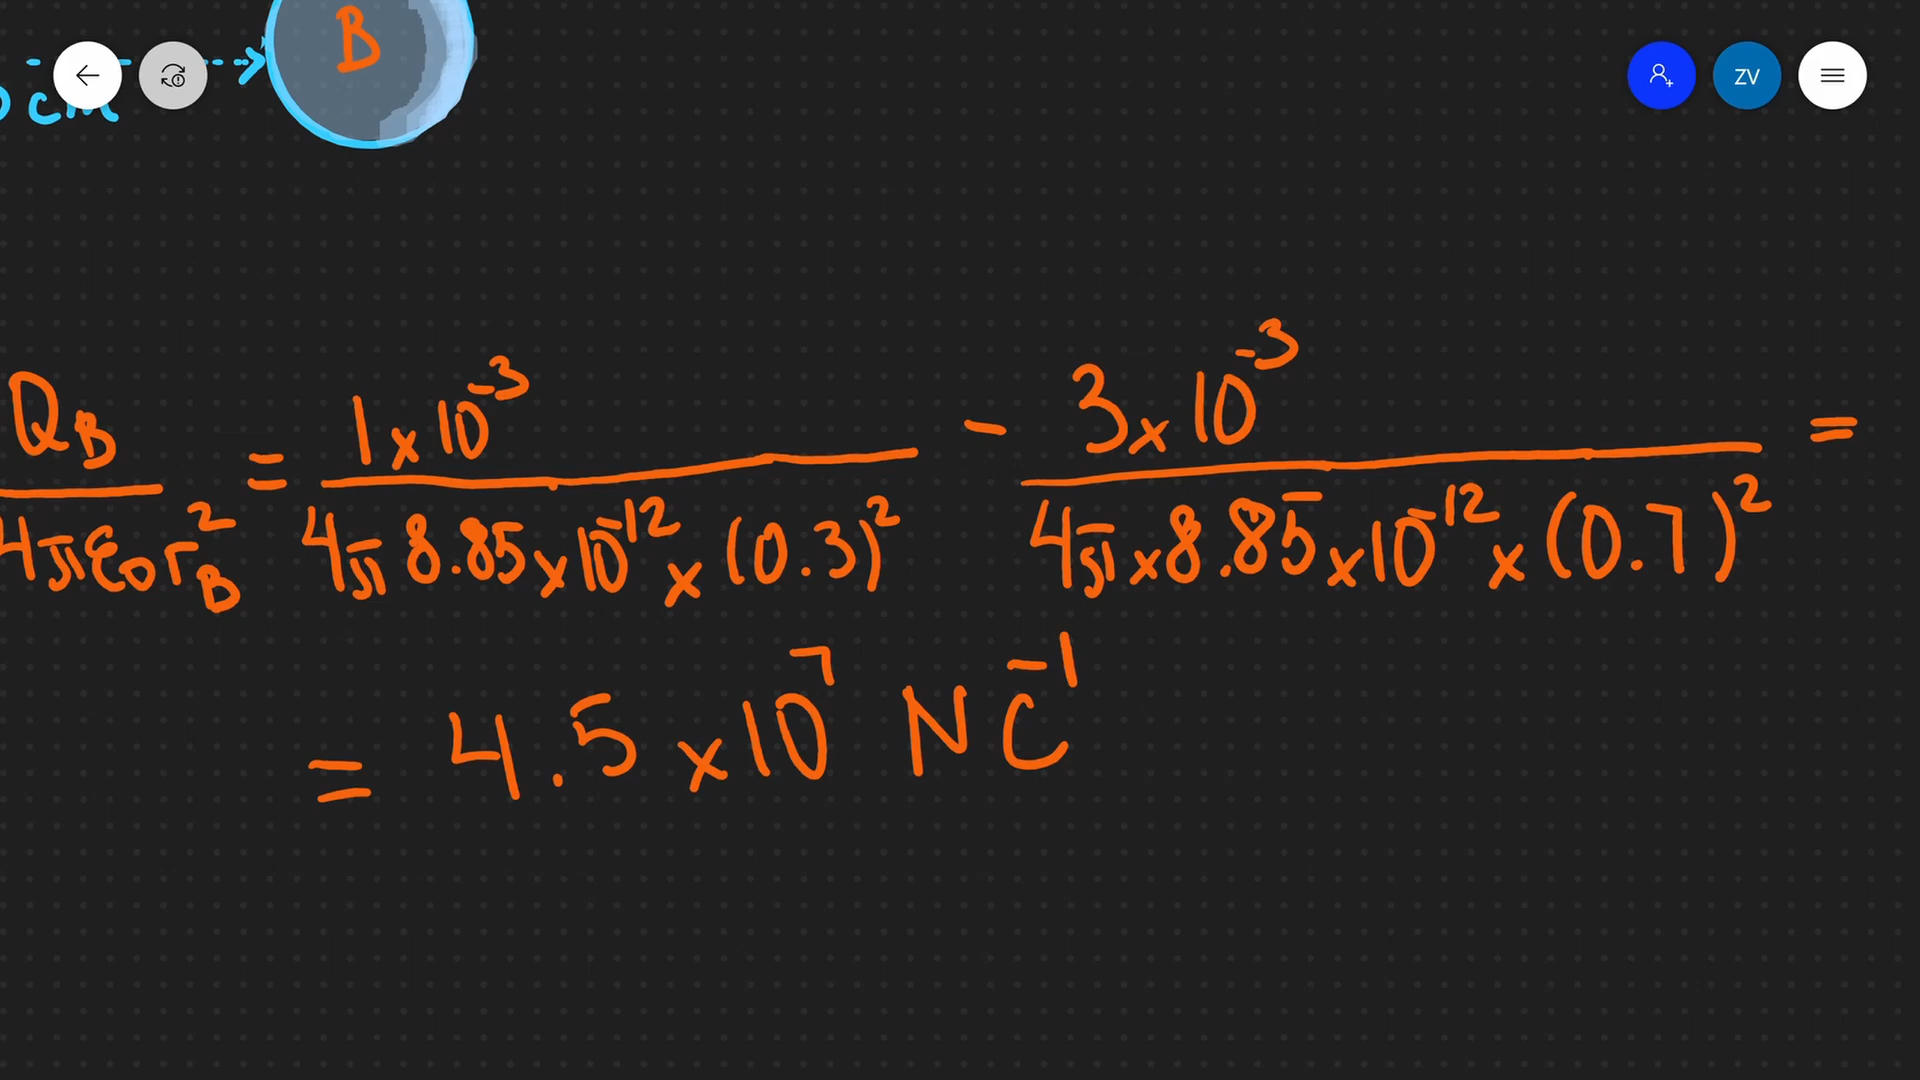 B
cm
ZV
Q_B / 4πε₀r_B² = 1 x 10⁻³ / 4π 8.85 x 10⁻¹² x (0.3)² - 3 x 10⁻³ / 4π x 8.85 x 10⁻¹² x (0.7)² =
= 4.5 x 10⁷ N C⁻¹